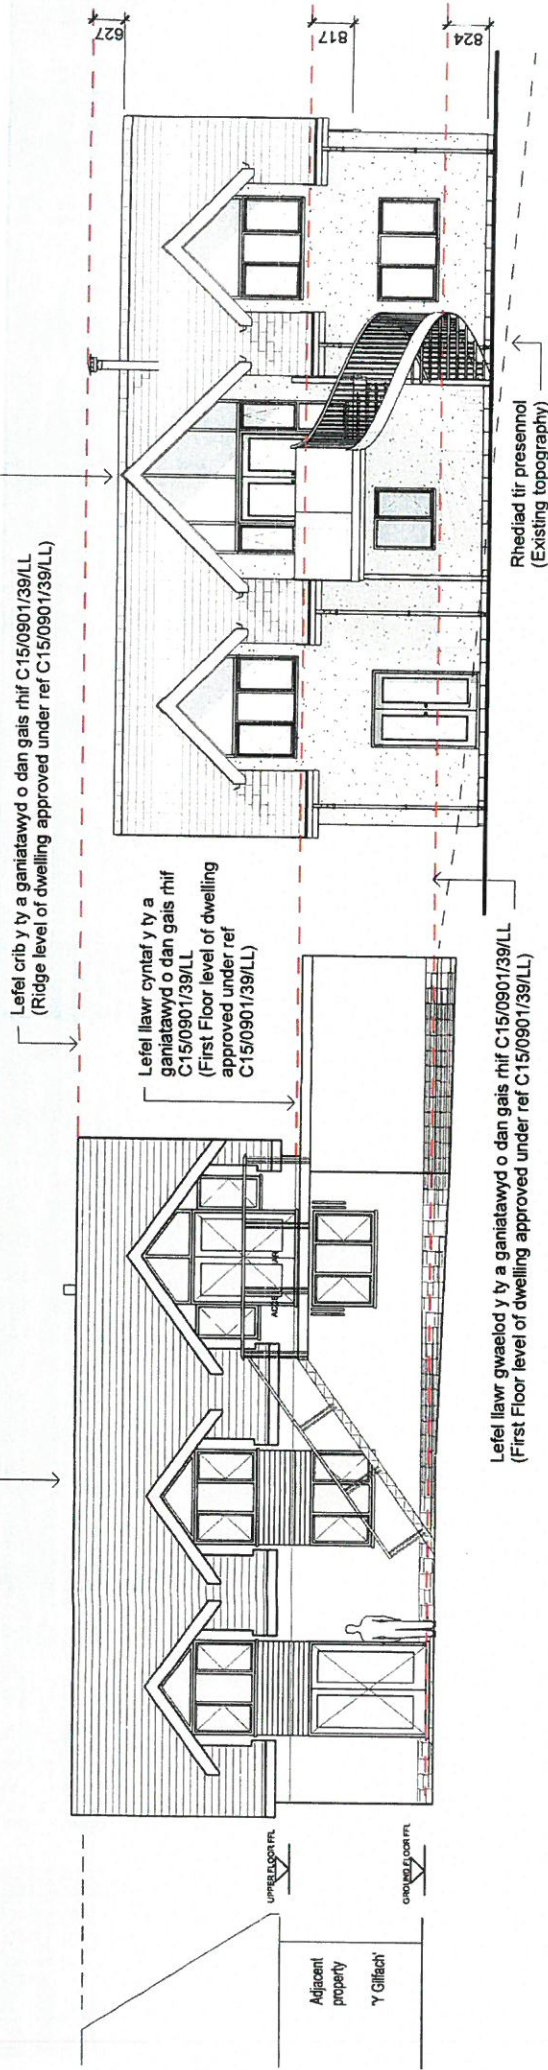 Lefel crib y ty a ganiatawyd o dan gais rhif C15/0901/39/LL
(Ridge level of dwelling approved under ref C15/0901/39/LL)
Lefel llawr cyntaf y ty a
ganiatawyd o dan gais rhif
C15/0901/39/LL
(First Floor level of dwelling
approved under ref
C15/0901/39/LL)
Lefel llawr gwaelod y ty a ganiatawyd o dan gais rhif C15/0901/39/LL
(First Floor level of dwelling approved under ref C15/0901/39/LL)
Rhediad tir presennol
(Existing topography)
627
817
824
UPPER FLOOR FFL
GROUND FLOOR FFL
Adjacent
property
'Y Gilfach'